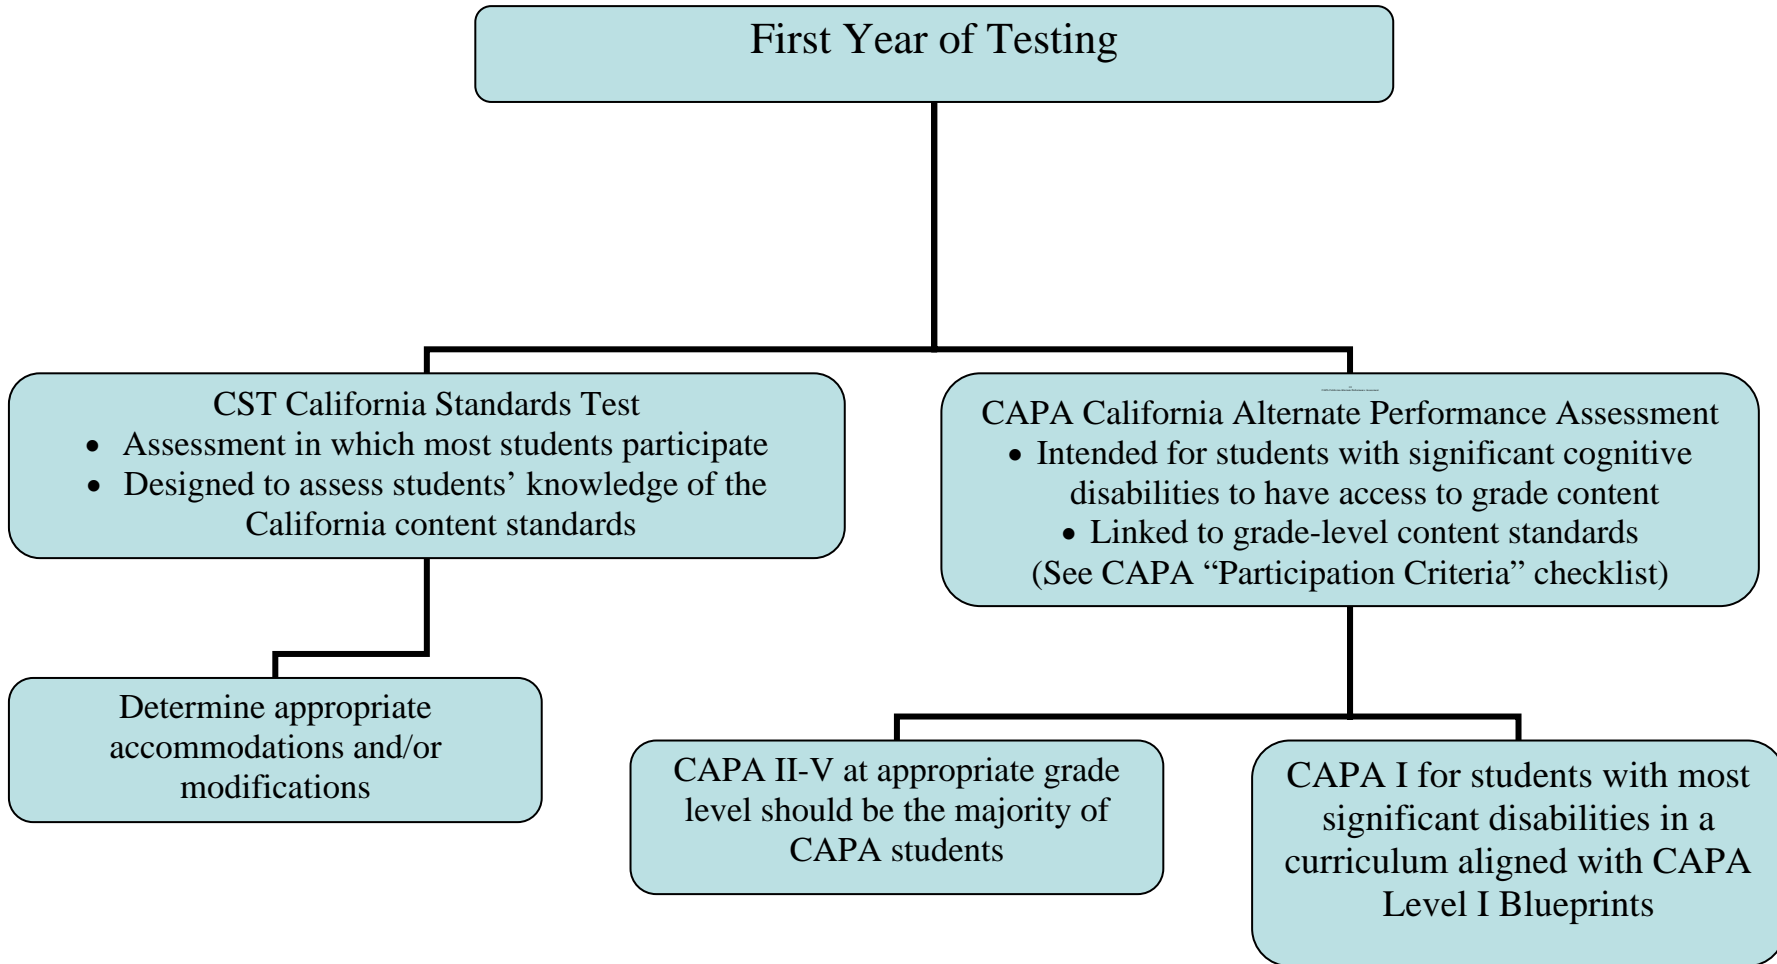 First Year of Testing
CST California Standards Test
• Assessment in which most students participate
• Designed to assess students’ knowledge of the
California content standards
CAPA California Alternate Performance Assessment
• Intended for students with significant cognitive
disabilities to have access to grade content
• Linked to grade-level content standards
(See CAPA “Participation Criteria” checklist)
Determine appropriate
accommodations and/or
modifications
CAPA II-V at appropriate grade
level should be the majority of
CAPA students
CAPA I for students with most
significant disabilities in a
curriculum aligned with CAPA
Level I Blueprints